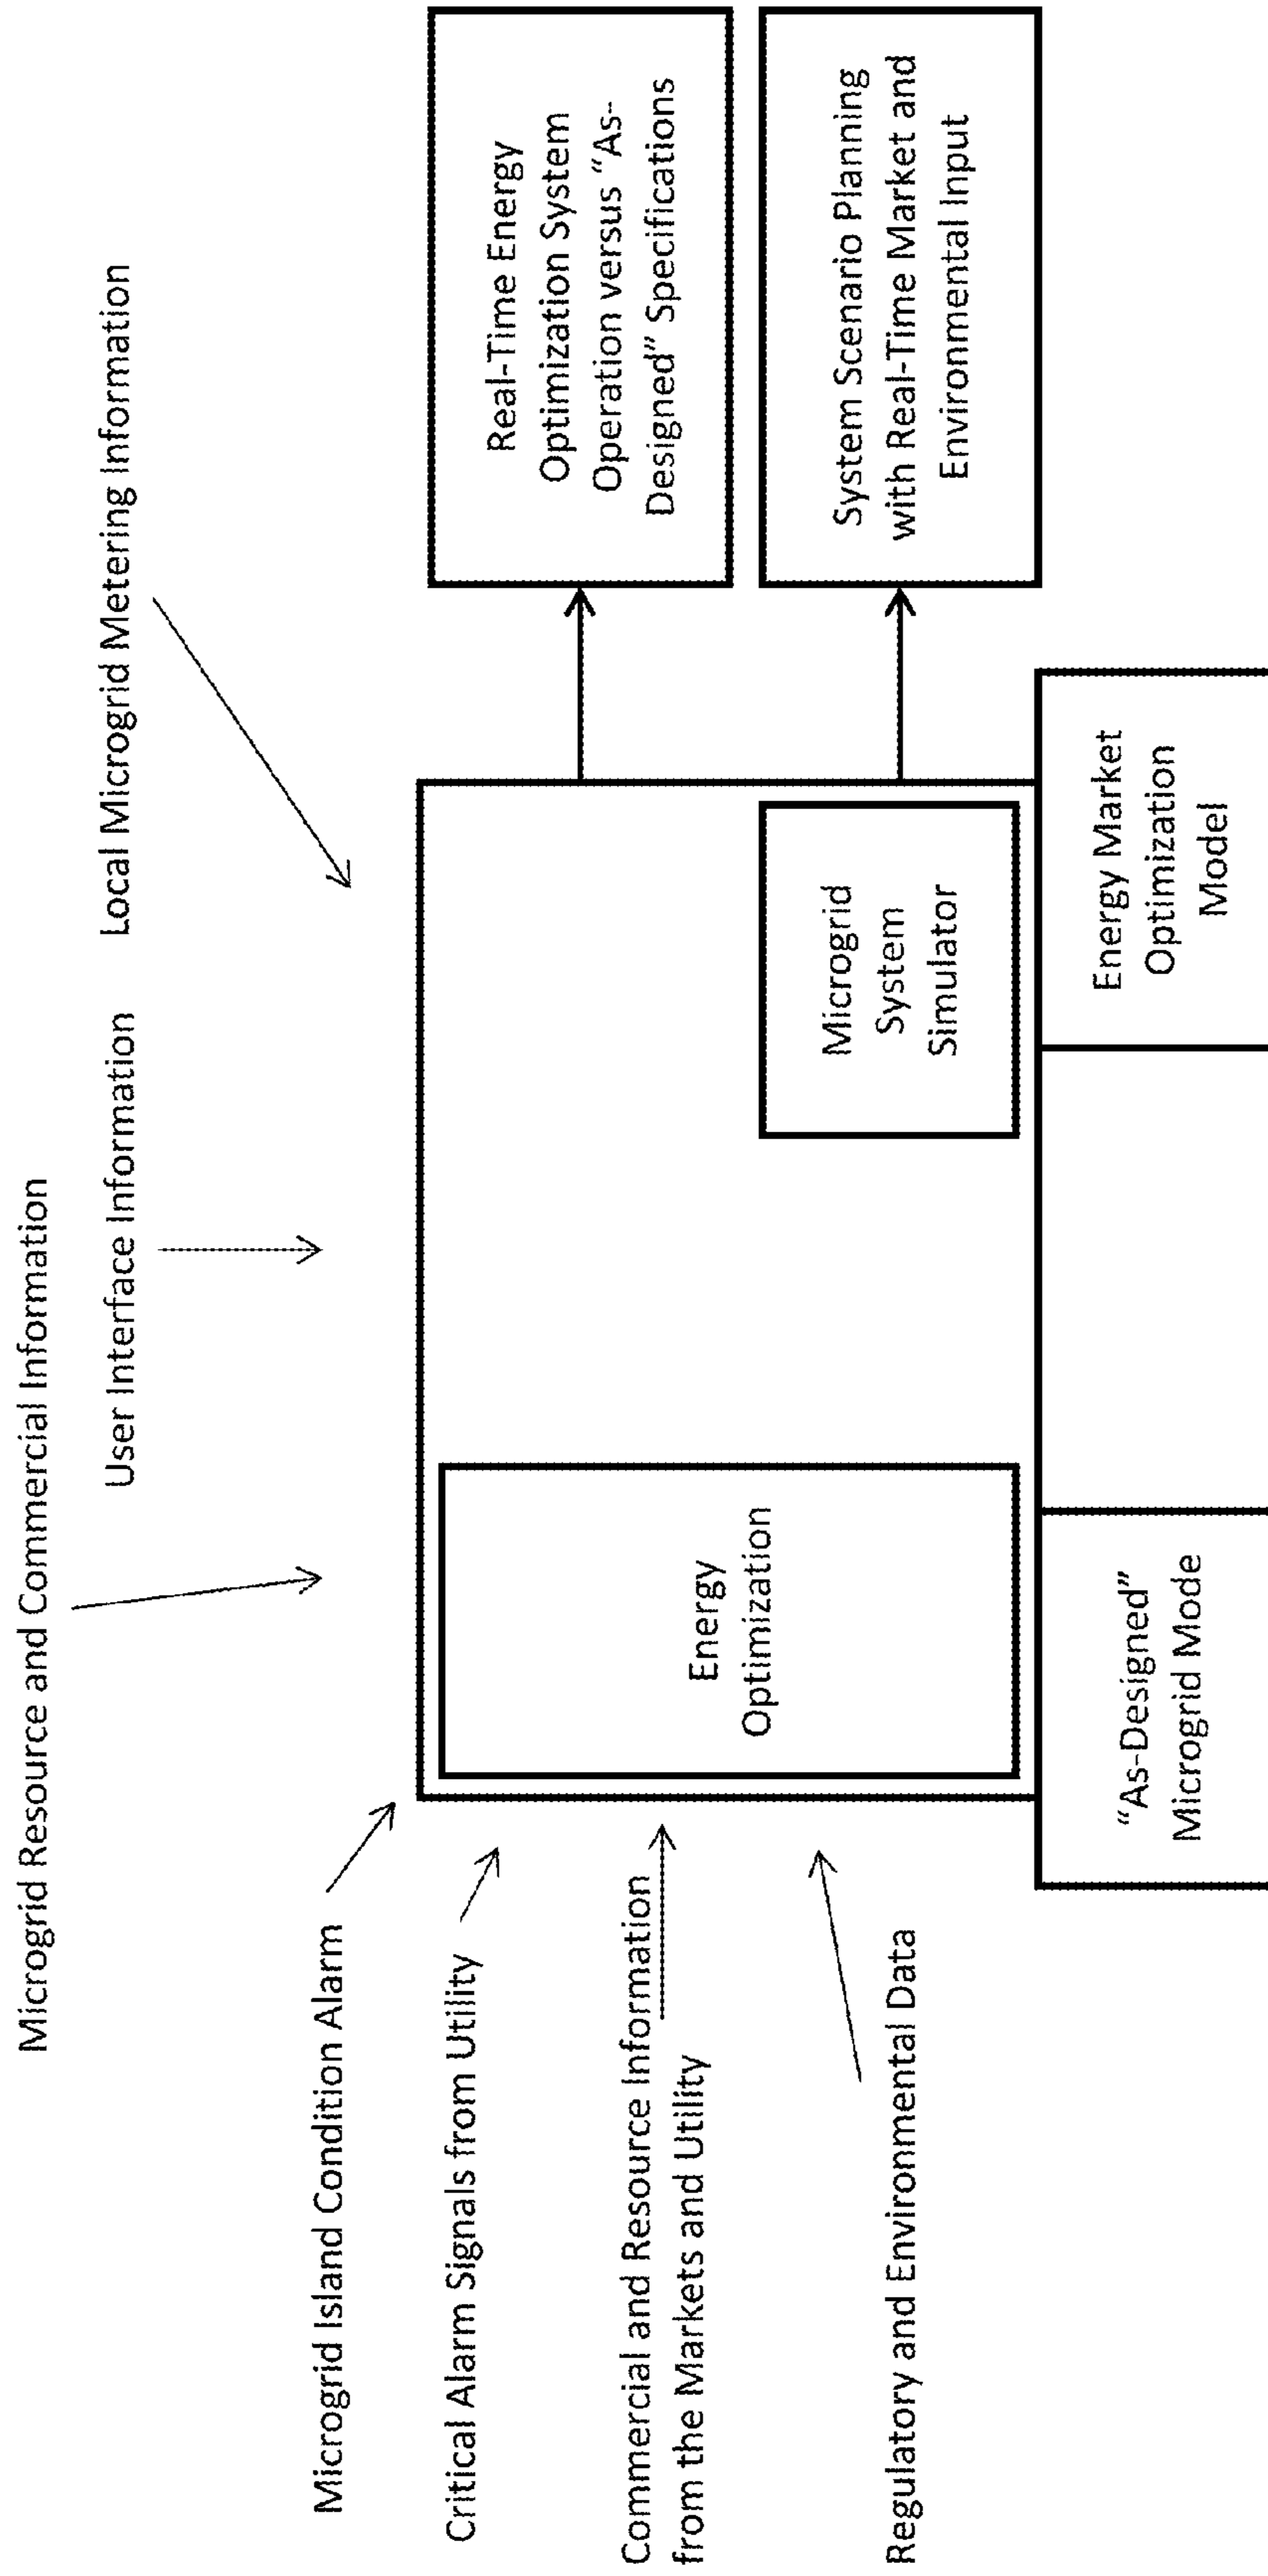 Microgrid Resource and Commercial Information
User Interface Information
Local Microgrid Metering Information
Microgrid Island Condition Alarm
Critical Alarm Signals from Utility
Commercial and Resource Information
from the Markets and Utility
Regulatory and Environmental Data
Energy
Optimization
Microgrid
System
Simulator
Real-Time Energy
Optimization System
Operation versus “As-
Designed” Specifications
System Scenario Planning
with Real-Time Market and
Environmental Input
“As-Designed”
Microgrid Mode
Energy Market
Optimization
Model